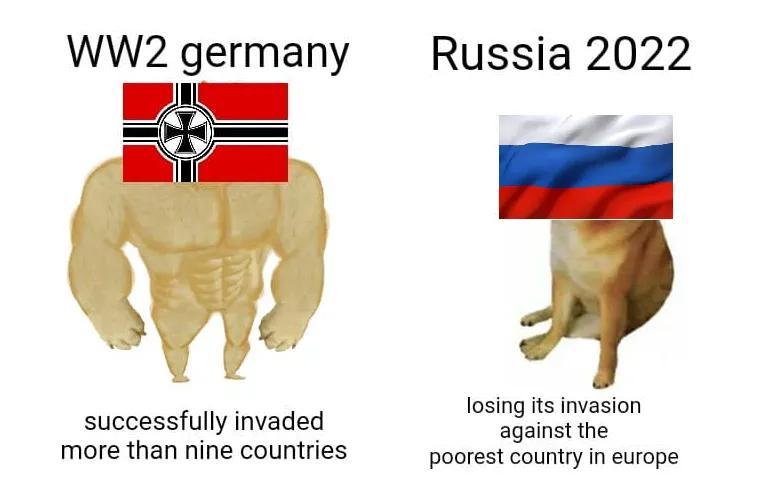 WW2 germany
Russia 2022
successfully invaded
more than nine countries
losing its invasion
against the
poorest country in europe